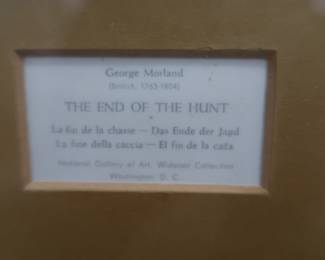 George Morland
(British, 1763-1804)
THE END OF THE HUNT
La fin de la chasse — Das Ende der Jagd
La fine della caccia — El fin de la caza
National Gallery of Art, Widener Collection
Washington, D. C.